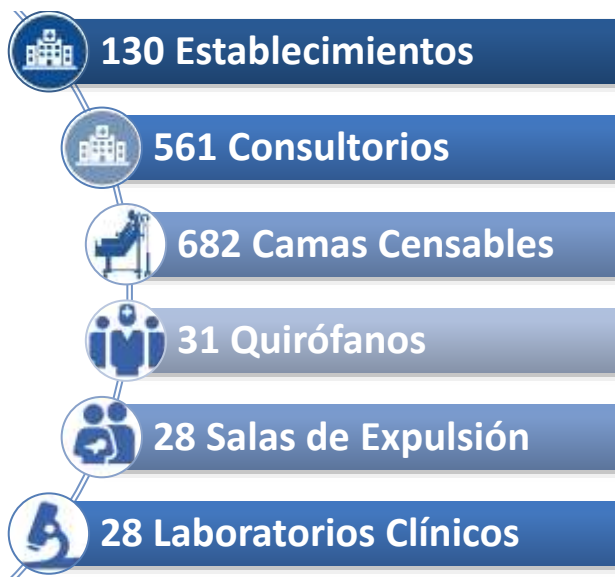 130 Establecimientos
561 Consultorios
682 Camas Censables
31 Quirófanos
28 Salas de Expulsión
28 Laboratorios Clínicos